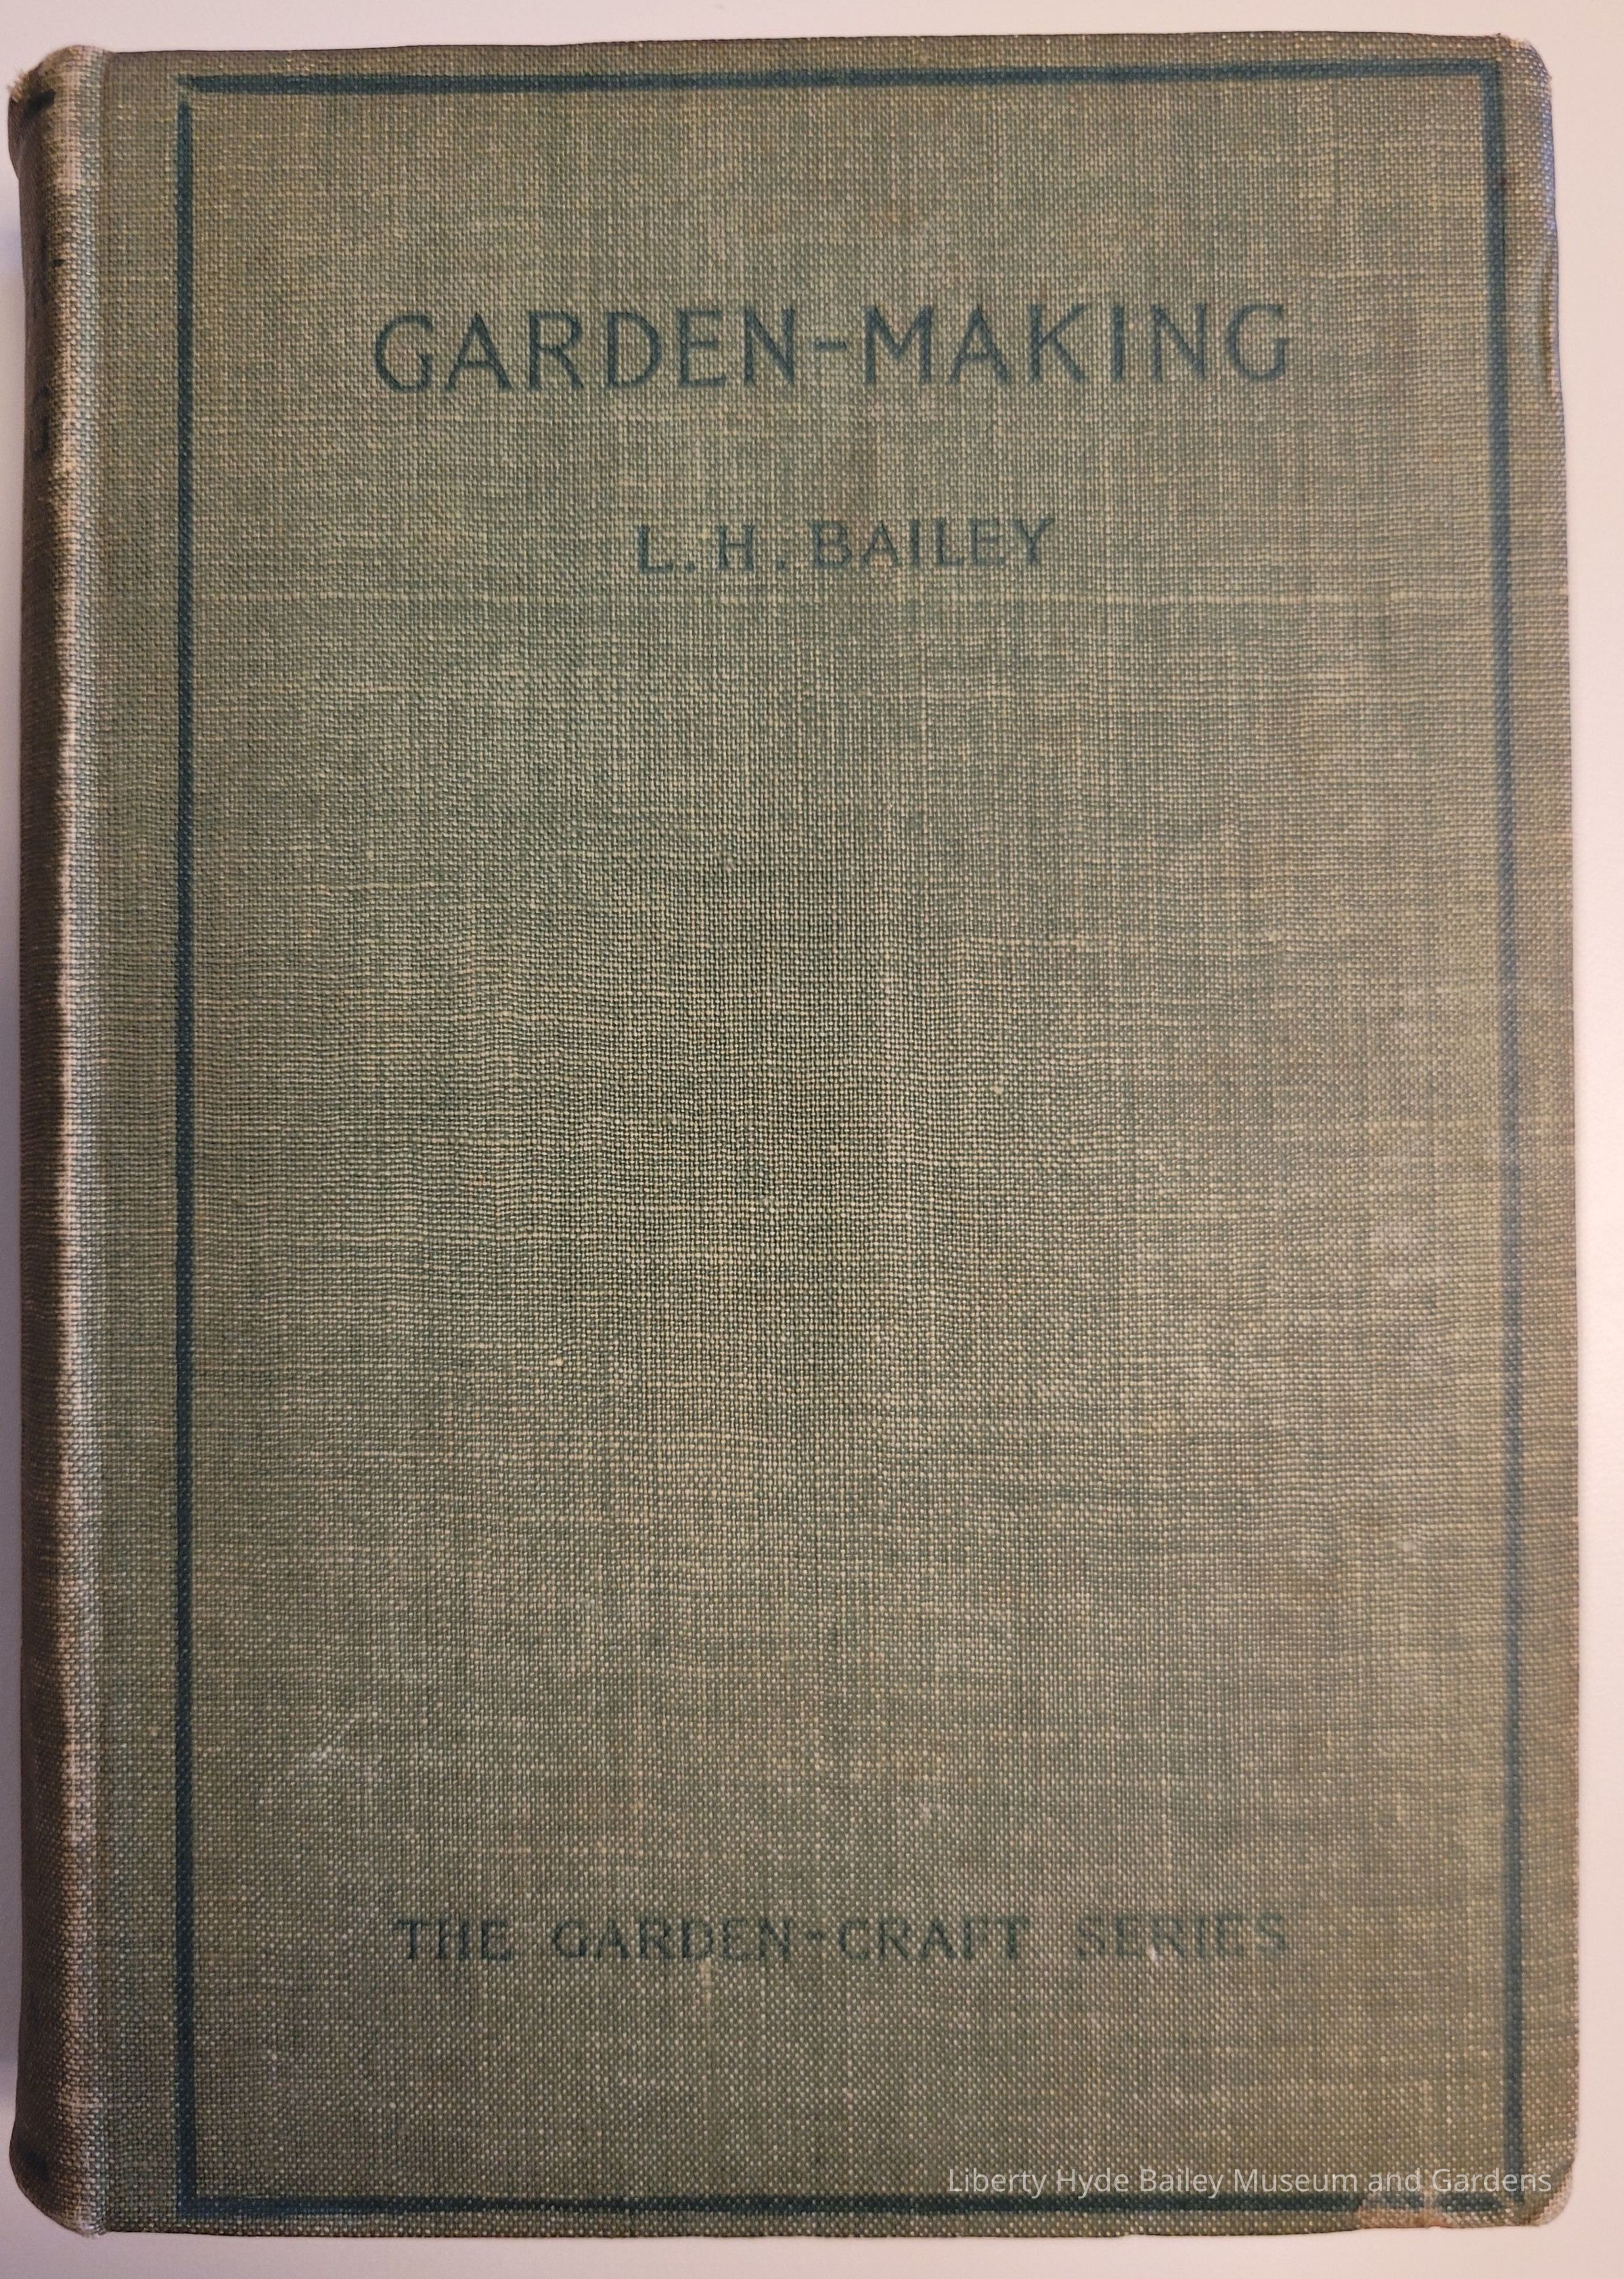 GARDEN-MAKING
L. H. BAILEY
THE GARDEN-CRAFT SERIES
Liberty Hyde Bailey Museum and Gardens